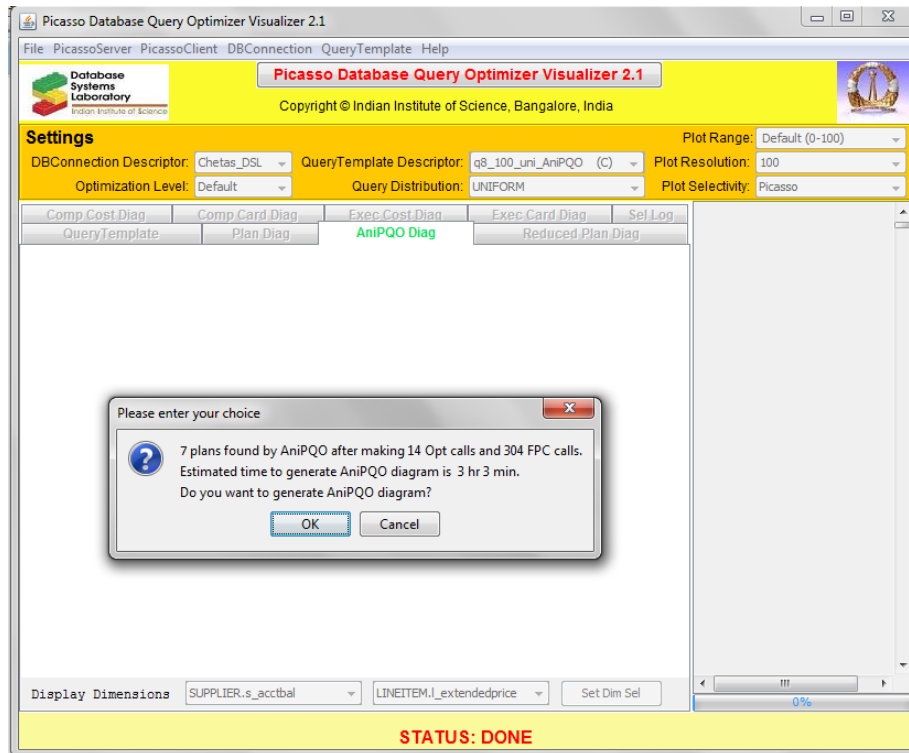 Picasso Database Query Optimizer Visualizer 2.1
File PicassoServer PicassoClient DBConnection QueryTemplate Help
Database
Systems
Laboratory
Indian Institute of Science
Picasso Database Query Optimizer Visualizer 2.1
Copyright © Indian Institute of Science, Bangalore, India
Settings
Plot Range: Default (0-100)
DBConnection Descriptor: Chetas_DSL QueryTemplate Descriptor: q8_100_uni_AniPQO (C) Plot Resolution: 100
Optimization Level: Default Query Distribution: UNIFORM Plot Selectivity: Picasso
Comp Cost Diag Comp Card Diag Exec Cost Diag Exec Card Diag Sel Log
QueryTemplate Plan Diag AniPQO Diag Reduced Plan Diag
Please enter your choice
7 plans found by AniPQO after making 14 Opt calls and 304 FPC calls.
Estimated time to generate AniPQO diagram is 3 hr 3 min.
Do you want to generate AniPQO diagram?
OK Cancel
Display Dimensions SUPPLIER.s_acctbal LINEITEM.l_extendedprice Set Dim Sel
0%
STATUS: DONE